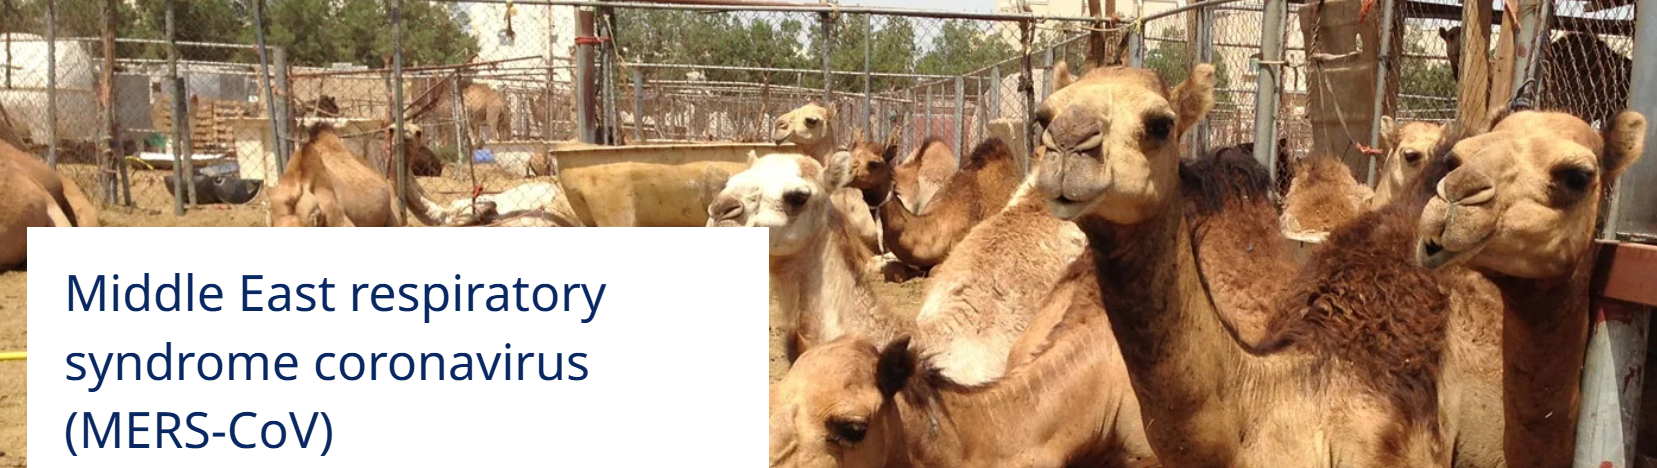 Middle East respiratory
syndrome coronavirus
(MERS-CoV)